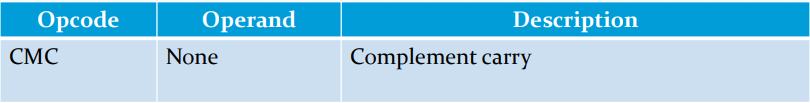 Opcode Operand Description
CMC None Complement carry